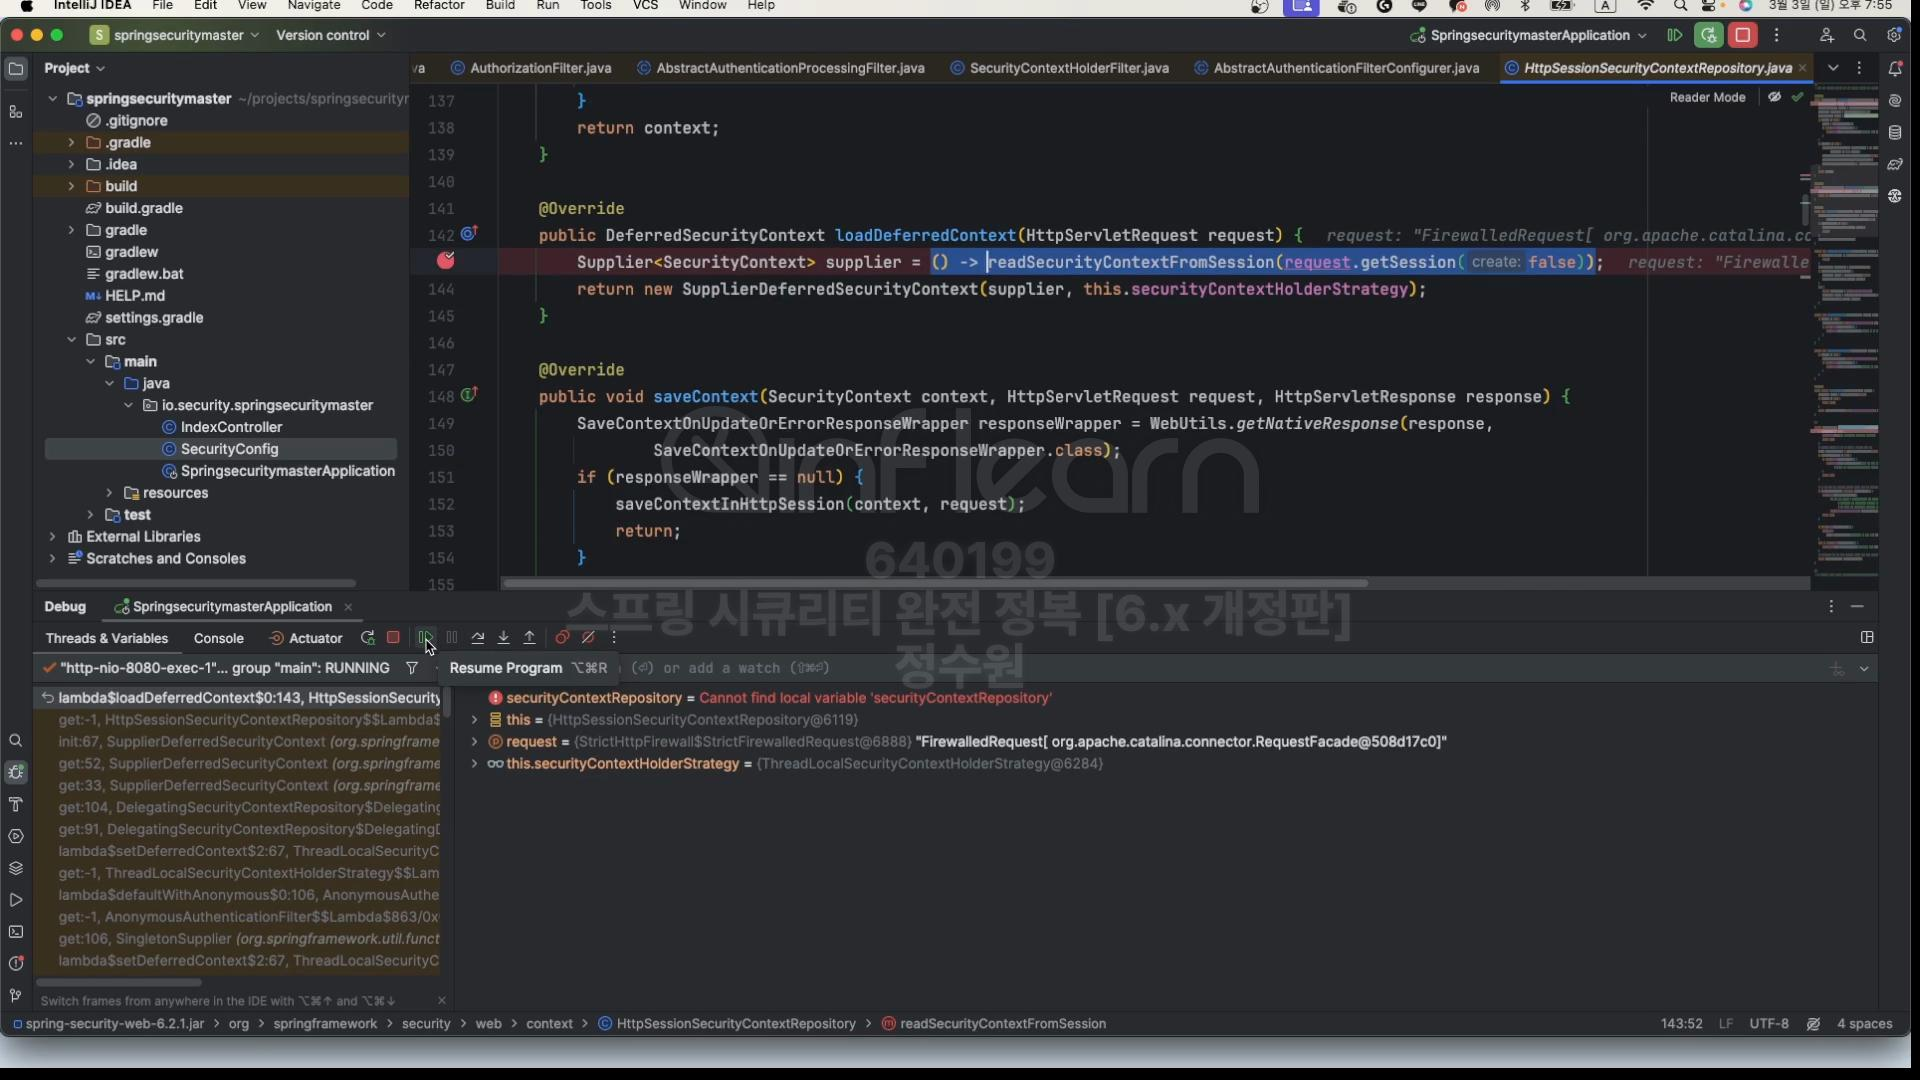 IntelliJ IDEA File Edit View Navigate Code Refactor Build Run Tools VCS Window Help A 3월 3일 (일) 오후 7:55
S springsecuritymaster Version control SpringsecuritymasterApplication
Project
va AuthorizationFilter.java AbstractAuthenticationProcessingFilter.java SecurityContextHolderFilter.java AbstractAuthenticationFilterConfigurer.java HttpSessionSecurityContextRepository.java
Reader Mode
springsecuritymaster ~/projects/springsecurityr
.gitignore
.gradle
.idea
build
build.gradle
gradle
gradlew
gradlew.bat
M↓ HELP.md
settings.gradle
src
main
java
io.security.springsecuritymaster
IndexController
SecurityConfig
SpringsecuritymasterApplication
resources
test
External Libraries
Scratches and Consoles
137 }
138 return context;
139 }
140
141 @Override
142 public DeferredSecurityContext loadDeferredContext(HttpServletRequest request) { request: "FirewalledRequest[ org.apache.catalina.co
Supplier<SecurityContext> supplier = () -> readSecurityContextFromSession(request.getSession( create: false)); request: "Firewalle
144 return new SupplierDeferredSecurityContext(supplier, this.securityContextHolderStrategy);
145 }
146
147 @Override
148 public void saveContext(SecurityContext context, HttpServletRequest request, HttpServletResponse response) {
149 SaveContextOnUpdateOrErrorResponseWrapper responseWrapper = WebUtils.getNativeResponse(response,
150 SaveContextOnUpdateOrErrorResponseWrapper.class);
151 if (responseWrapper == null) {
152 saveContextInHttpSession(context, request);
153 return;
154 }
155
inflearn
640199
스프링 시큐리티 완전 정복 [6.x 개정판]
정수원
Debug SpringsecuritymasterApplication
Threads & Variables Console Actuator
"http-nio-8080-exec-1"... group "main": RUNNING
Resume Program ⌥⌘R
(⏎) or add a watch (⇧⌘⏎)
lambda$loadDeferredContext$0:143, HttpSessionSecurity
get:-1, HttpSessionSecurityContextRepository$$Lambda$
init:67, SupplierDeferredSecurityContext (org.springframe
get:52, SupplierDeferredSecurityContext (org.springframe
get:33, SupplierDeferredSecurityContext (org.springframe
get:104, DelegatingSecurityContextRepository$Delegating
get:91, DelegatingSecurityContextRepository$DelegatingD
lambda$setDeferredContext$2:67, ThreadLocalSecurityC
get:-1, ThreadLocalSecurityContextHolderStrategy$$Lam
lambda$defaultWithAnonymous$0:106, AnonymousAuthe
get:-1, AnonymousAuthenticationFilter$$Lambda$863/0x
get:106, SingletonSupplier (org.springframework.util.funct
lambda$setDeferredContext$2:67, ThreadLocalSecurityC
securityContextRepository = Cannot find local variable 'securityContextRepository'
this = {HttpSessionSecurityContextRepository@6119}
request = {StrictHttpFirewall$StrictFirewalledRequest@6888} "FirewalledRequest[ org.apache.catalina.connector.RequestFacade@508d17c0]"
this.securityContextHolderStrategy = {ThreadLocalSecurityContextHolderStrategy@6284}
Switch frames from anywhere in the IDE with ⌥⌘↑ and ⌥⌘↓
spring-security-web-6.2.1.jar > org > springframework > security > web > context > HttpSessionSecurityContextRepository > readSecurityContextFromSession
143:52 LF UTF-8 4 spaces